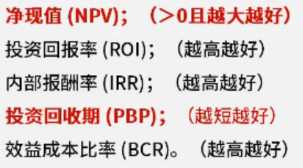 净现值 (NPV)；（＞0且越大越好）
投资回报率 (ROI)；（越高越好）
内部报酬率 (IRR)；（越高越好）
投资回收期 (PBP)；（越短越好）
效益成本比率 (BCR)。（越高越好）